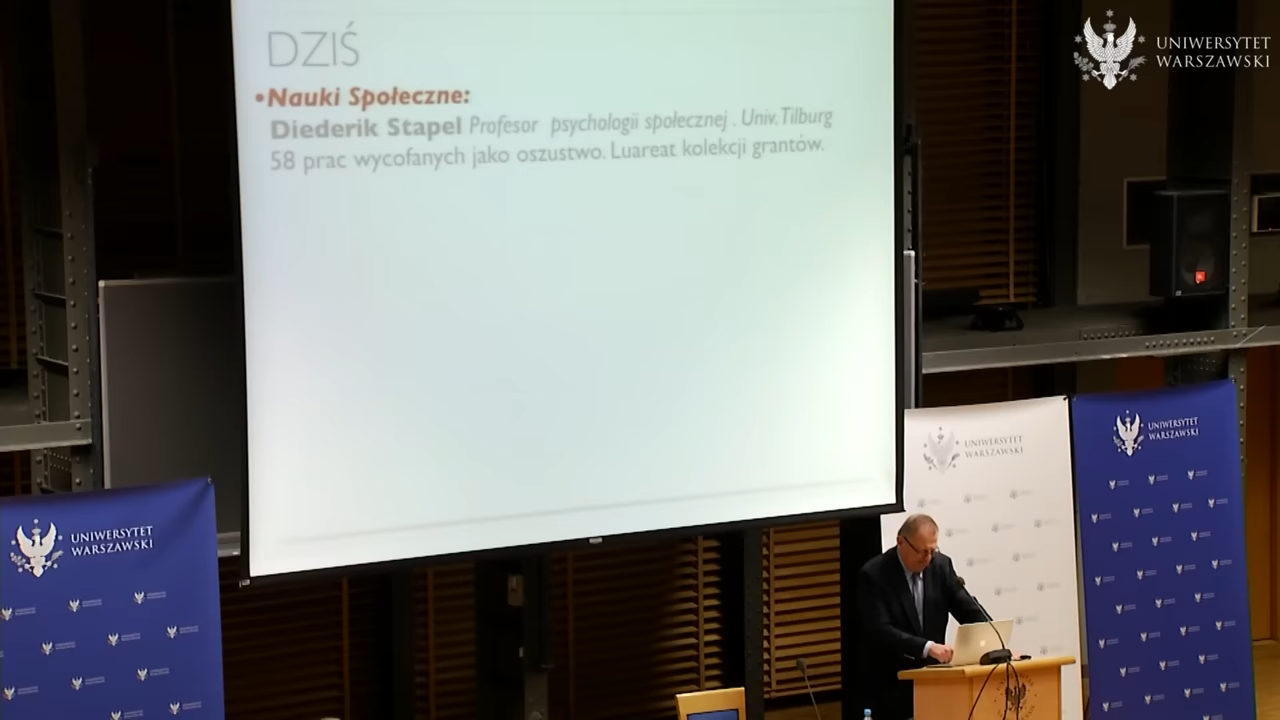 DZIŚ
•Nauki Społeczne:
Diederik Stapel Profesor psychologii społecznej . Univ. Tilburg
58 prac wycofanych jako oszustwo. Luareat kolekcji grantów.
UNIWERSYTET
WARSZAWSKI
UNIWERSYTET
WARSZAWSKI
UNIWERSYTET
WARSZAWSKI
UNIWERSYTET
WARSZAWSKI